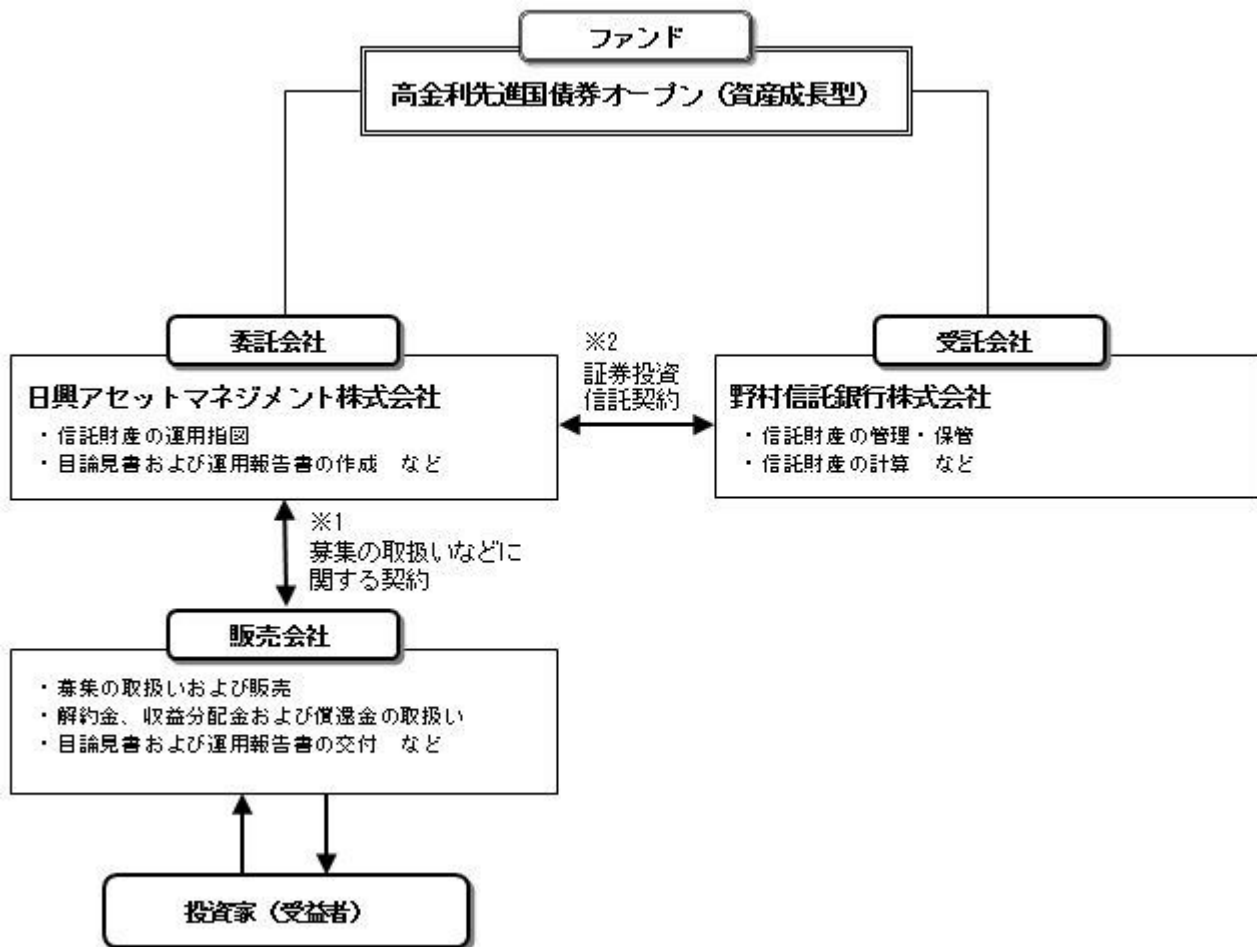 ファンド
高金利先進国債券オープン（資産成長型）
委託会社
日興アセットマネジメント株式会社
・信託財産の運用指図
・目論見書および運用報告書の作成　など
※2
証券投資
信託契約
受託会社
野村信託銀行株式会社
・信託財産の管理・保管
・信託財産の計算　など
※1
募集の取扱いなどに
関する契約
販売会社
・募集の取扱いおよび販売
・解約金、収益分配金および償還金の取扱い
・目論見書および運用報告書の交付　など
投資家（受益者）